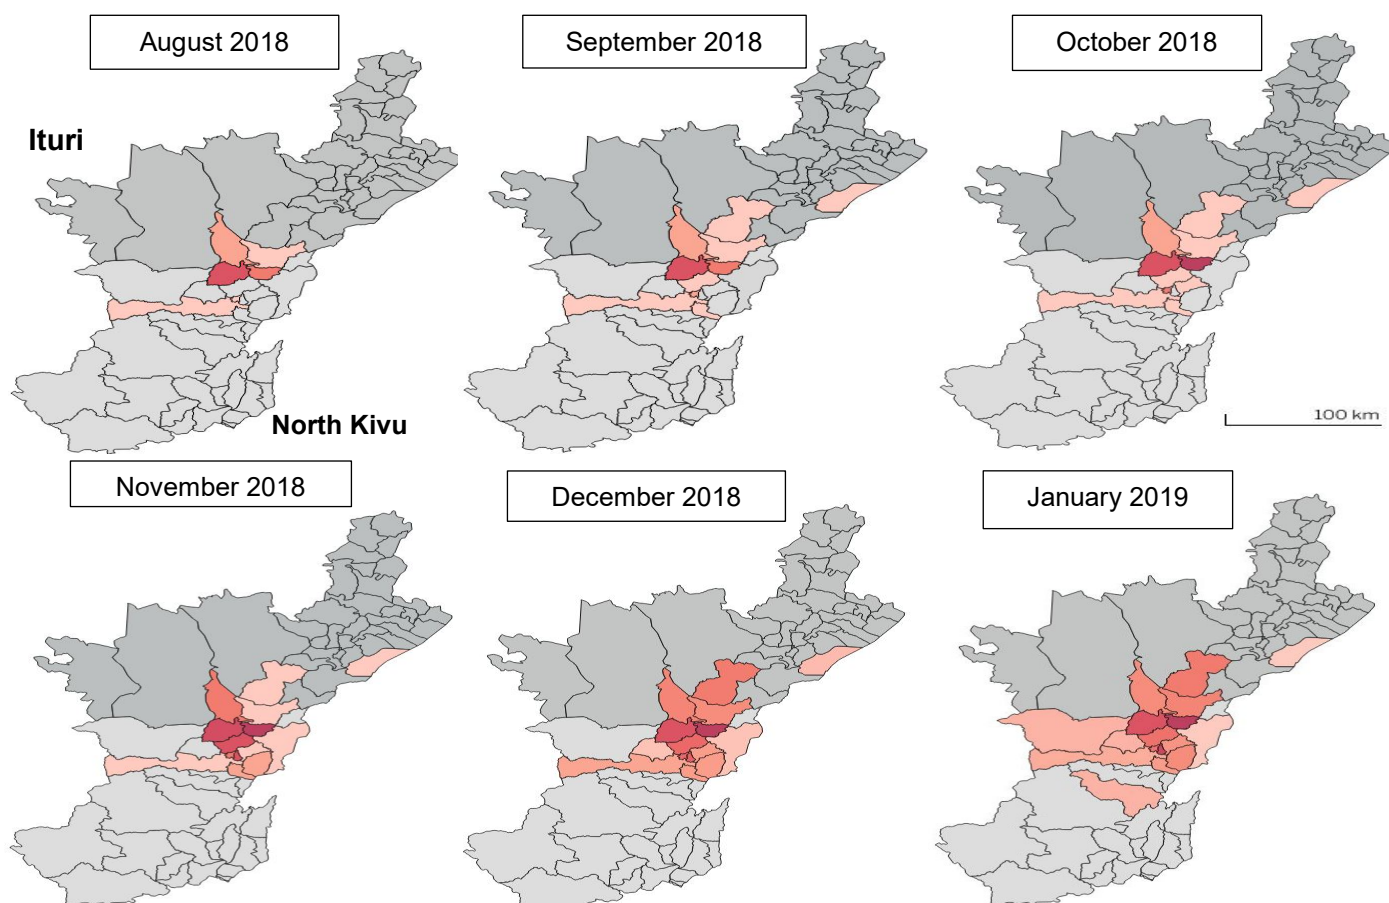 August 2018
September 2018
October 2018
Ituri
North Kivu
100 km
November 2018
December 2018
January 2019